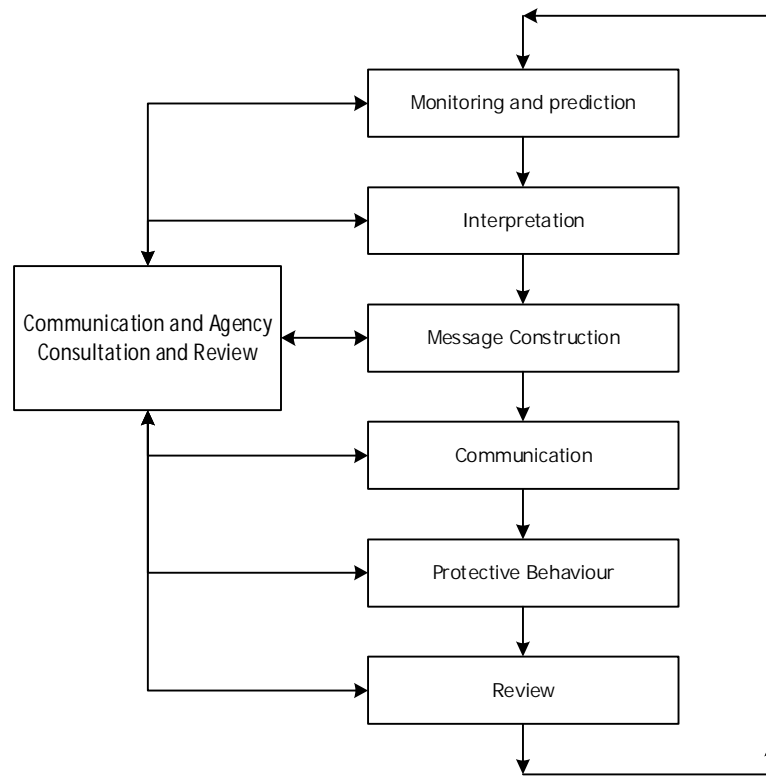 Monitoring and prediction
Interpretation
Communication and Agency
Consultation and Review
Message Construction
Communication
Protective Behaviour
Review